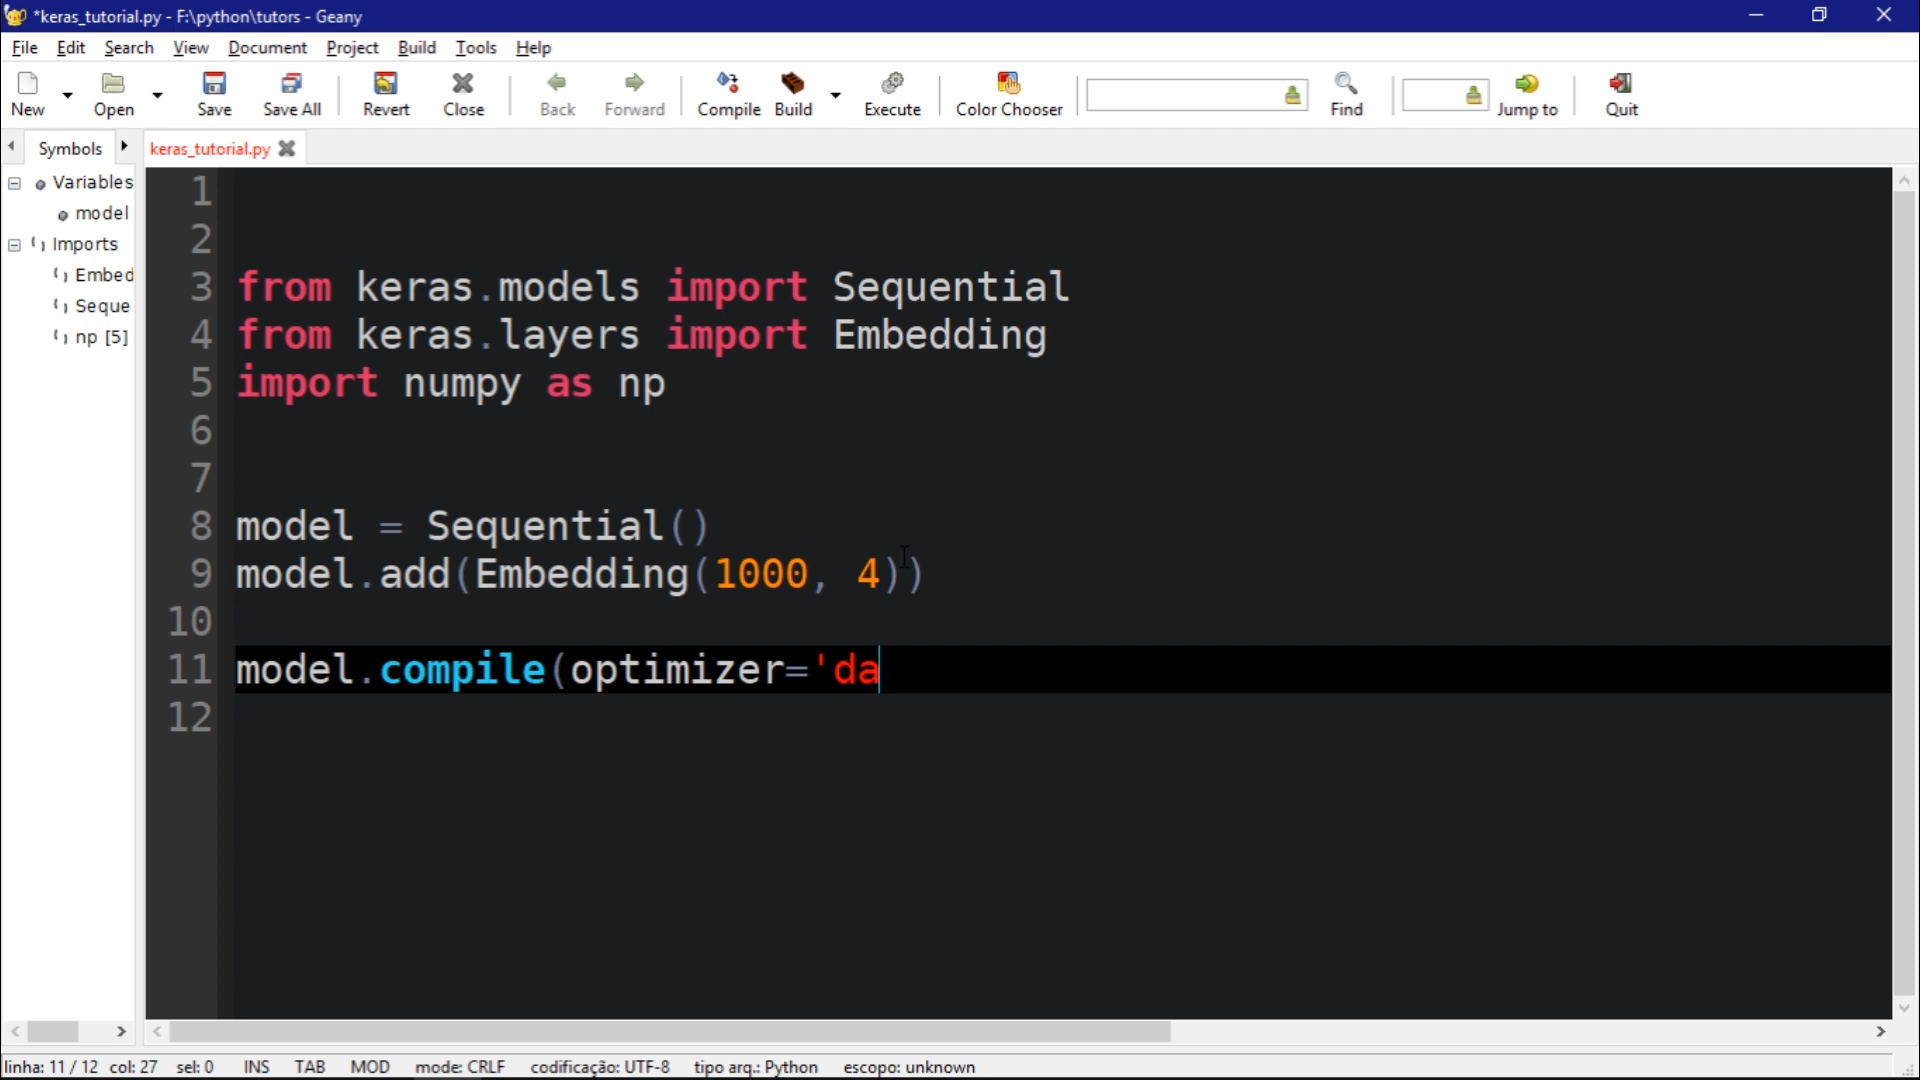 *keras_tutorial.py - F:\python\tutors - Geany
File Edit Search View Document Project Build Tools Help
New Open Save Save All Revert Close Back Forward Compile Build Execute Color Chooser Find Jump to Quit
Symbols keras_tutorial.py
Variables
model
Imports
Embed
Seque
np [5]
1
2
3 from keras.models import Sequential
4 from keras.layers import Embedding
5 import numpy as np
6
7
8 model = Sequential()
9 model.add(Embedding(1000, 4))
10
11 model.compile(optimizer='da
12
linha: 11 / 12 col: 27 sel: 0 INS TAB MOD mode: CRLF codificação: UTF-8 tipo arq.: Python escopo: unknown